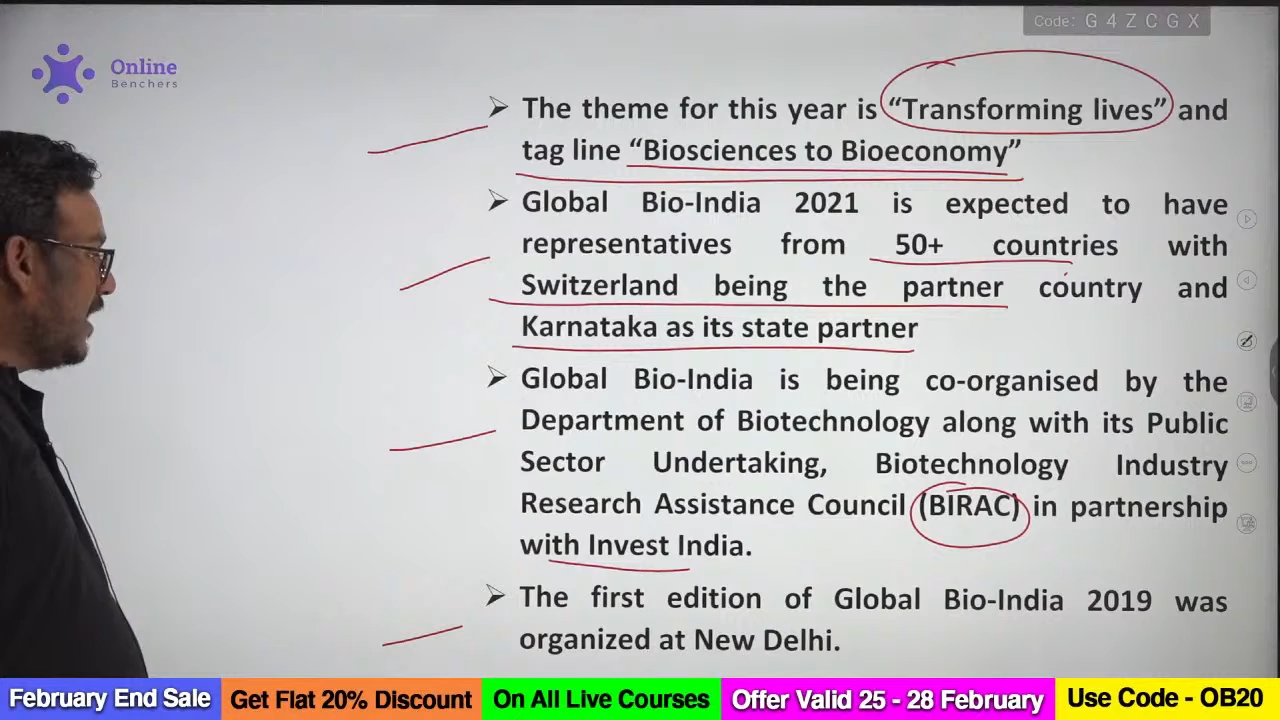 Code: G 4 Z C G X
Online
Benchers
➢ The theme for this year is “Transforming lives” and
tag line “Biosciences to Bioeconomy”
➢ Global Bio-India 2021 is expected to have
representatives from 50+ countries with
Switzerland being the partner country and
Karnataka as its state partner
➢ Global Bio-India is being co-organised by the
Department of Biotechnology along with its Public
Sector Undertaking, Biotechnology Industry
Research Assistance Council (BIRAC) in partnership
with Invest India.
➢ The first edition of Global Bio-India 2019 was
organized at New Delhi.
February End Sale
Get Flat 20% Discount
On All Live Courses
Offer Valid 25 - 28 February
Use Code - OB20